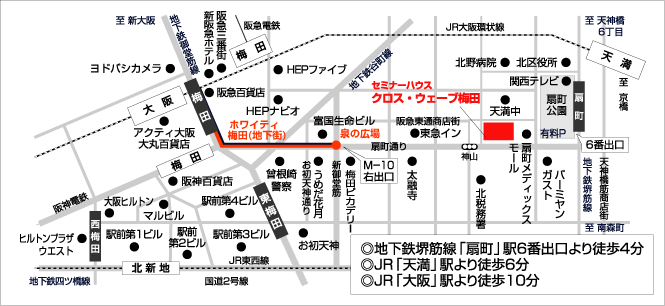 至 新大阪
地下鉄御堂筋線
新阪急ホテル
阪急三番街
阪急電鉄
梅田
JR大阪環状線
至 天神橋
6丁目
ヨドバシカメラ
HEPファイブ
地下鉄谷町線
北野病院
北区役所
天満
セミナーハウス
クロス・ウェーブ梅田
関西テレビ
至 京橋
大阪
梅田
阪急百貨店
HEPナビオ
天満中
扇町公園
扇町
アクティ大阪
大丸百貨店
ホワイティ
梅田(地下街)
富国生命ビル
泉の広場
阪急東通商店街
東急イン
有料P
6番出口
梅田
扇町通り
神山
M−10
右出口
阪神百貨店
曽根崎
警察
お初天神通り
うめだ花月
新御堂筋
梅田ピカデリー
太融寺
北税務署
扇町メディックス
モール
ガスト
バーミヤン
地下鉄堺筋線
天神橋筋商店街
阪神電鉄
大阪ヒルトン
マルビル
駅前第4ビル
東梅田
西梅田
ヒルトンプラザ
ウエスト
駅前第1ビル
駅前
第2ビル
駅前第3ビル
お初天神
至 南森町
北新地
JR東西線
地下鉄四ツ橋線
国道2号線
◎地下鉄堺筋線「扇町」駅6番出口より徒歩4分
◎JR「天満」駅より徒歩6分
◎JR「大阪」駅より徒歩10分